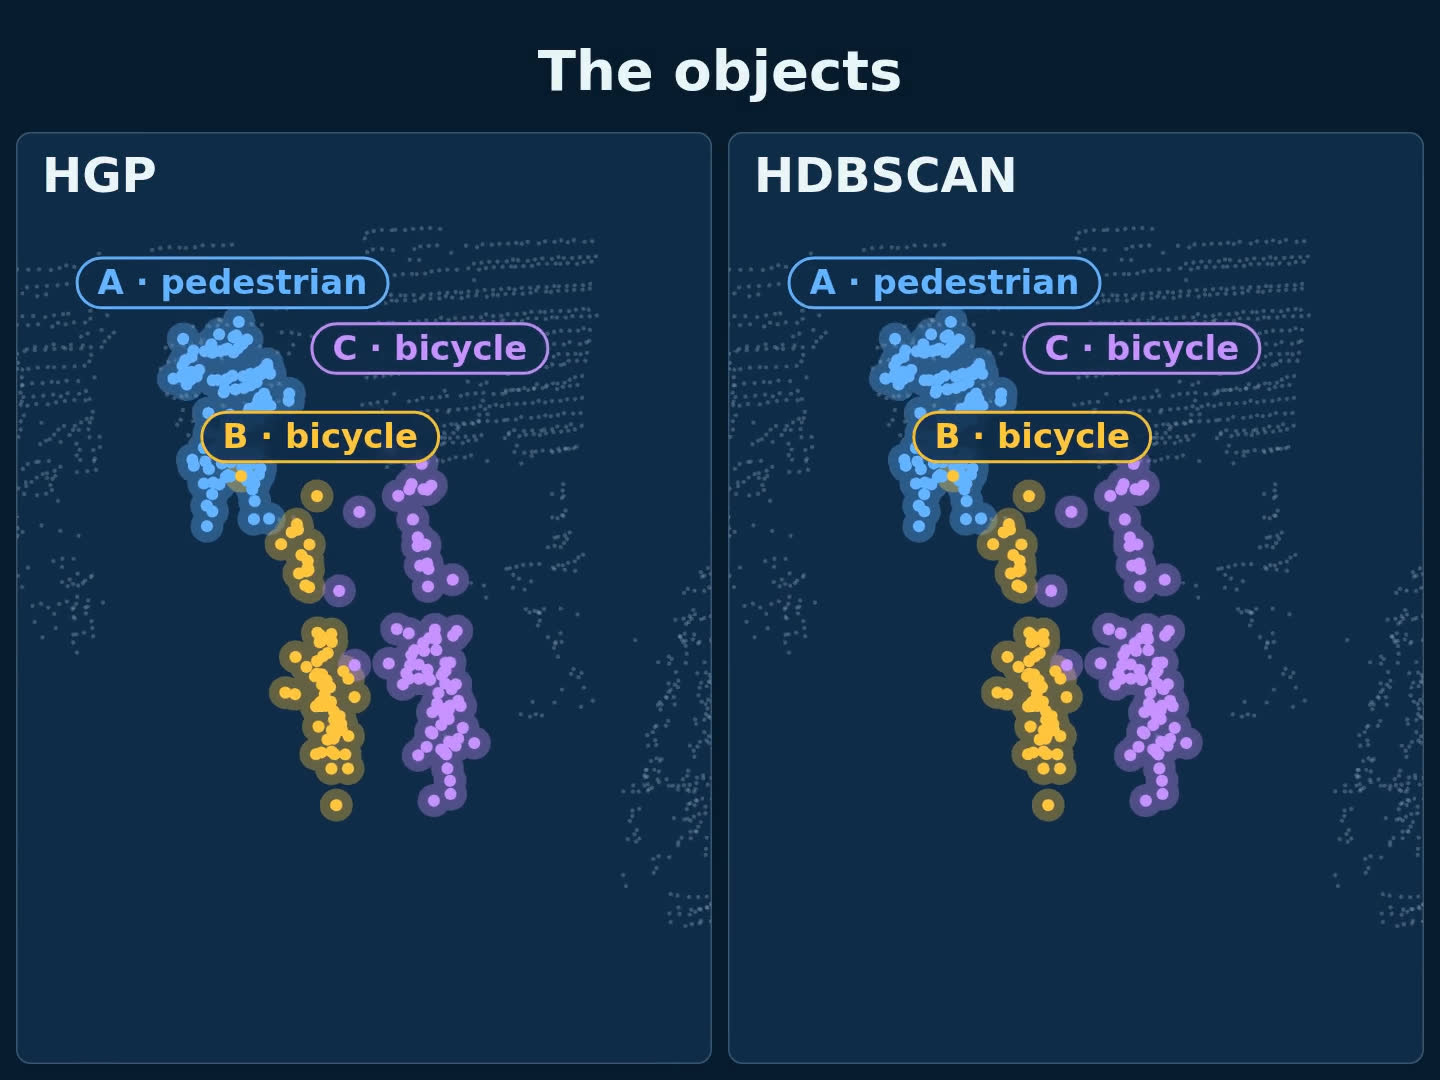 The objects
HGP
A · pedestrian
C · bicycle
B · bicycle
HDBSCAN
A · pedestrian
C · bicycle
B · bicycle